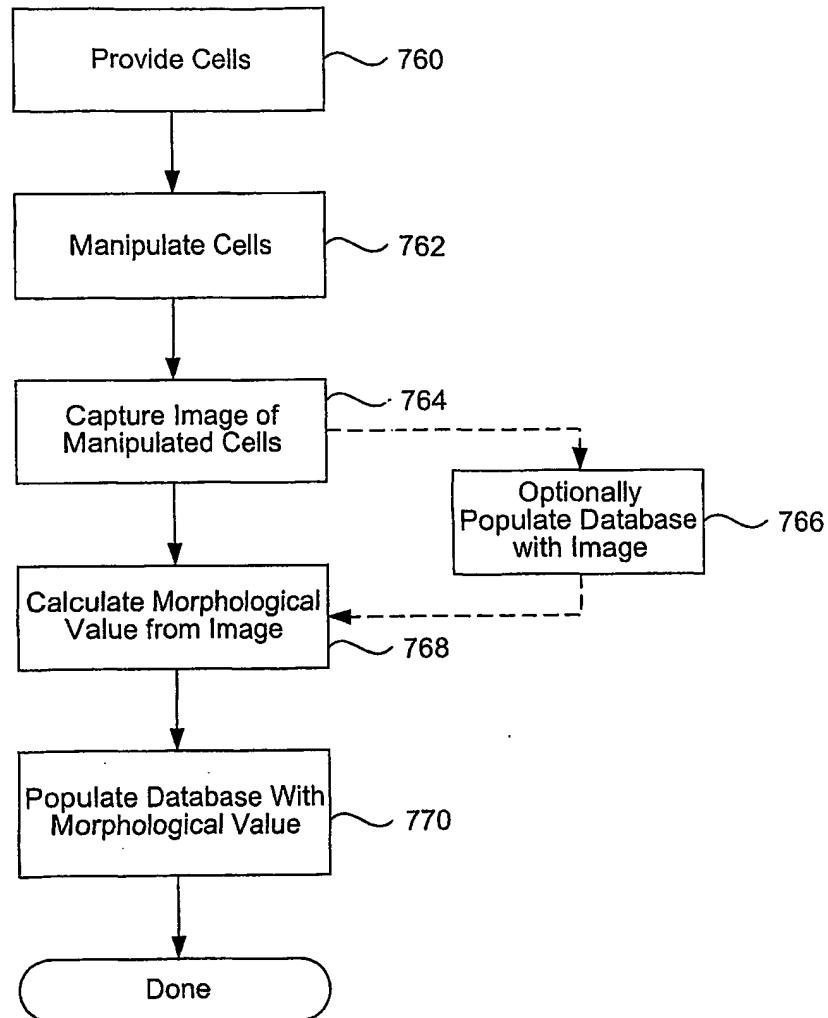 Provide Cells
760
Manipulate Cells
762
Capture Image of
Manipulated Cells
764
Optionally
Populate Database
with Image
766
Calculate Morphological
Value from Image
768
Populate Database With
Morphological Value
770
Done